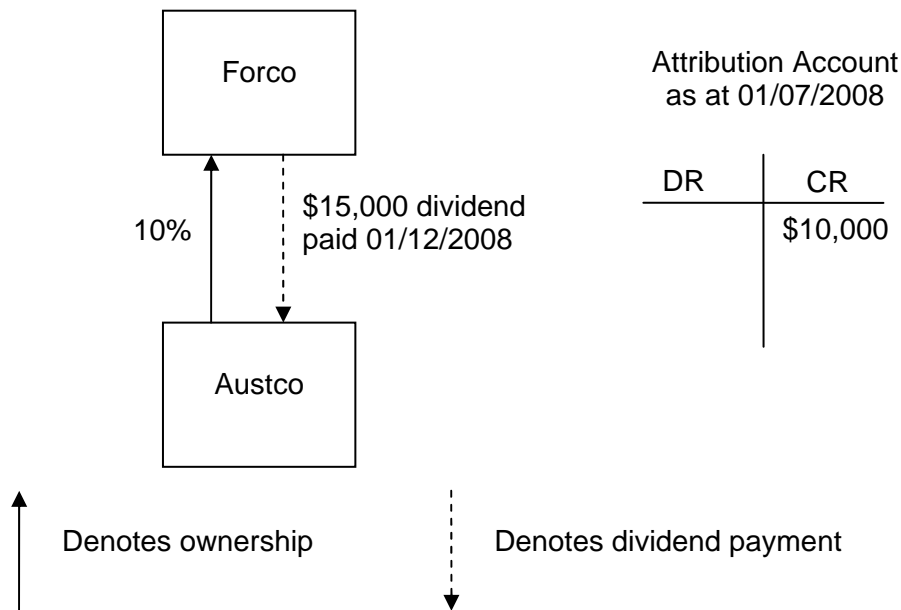 Forco
Attribution Account
as at 01/07/2008
DR
CR
$10,000
10%
$15,000 dividend
paid 01/12/2008
Austco
Denotes ownership
Denotes dividend payment